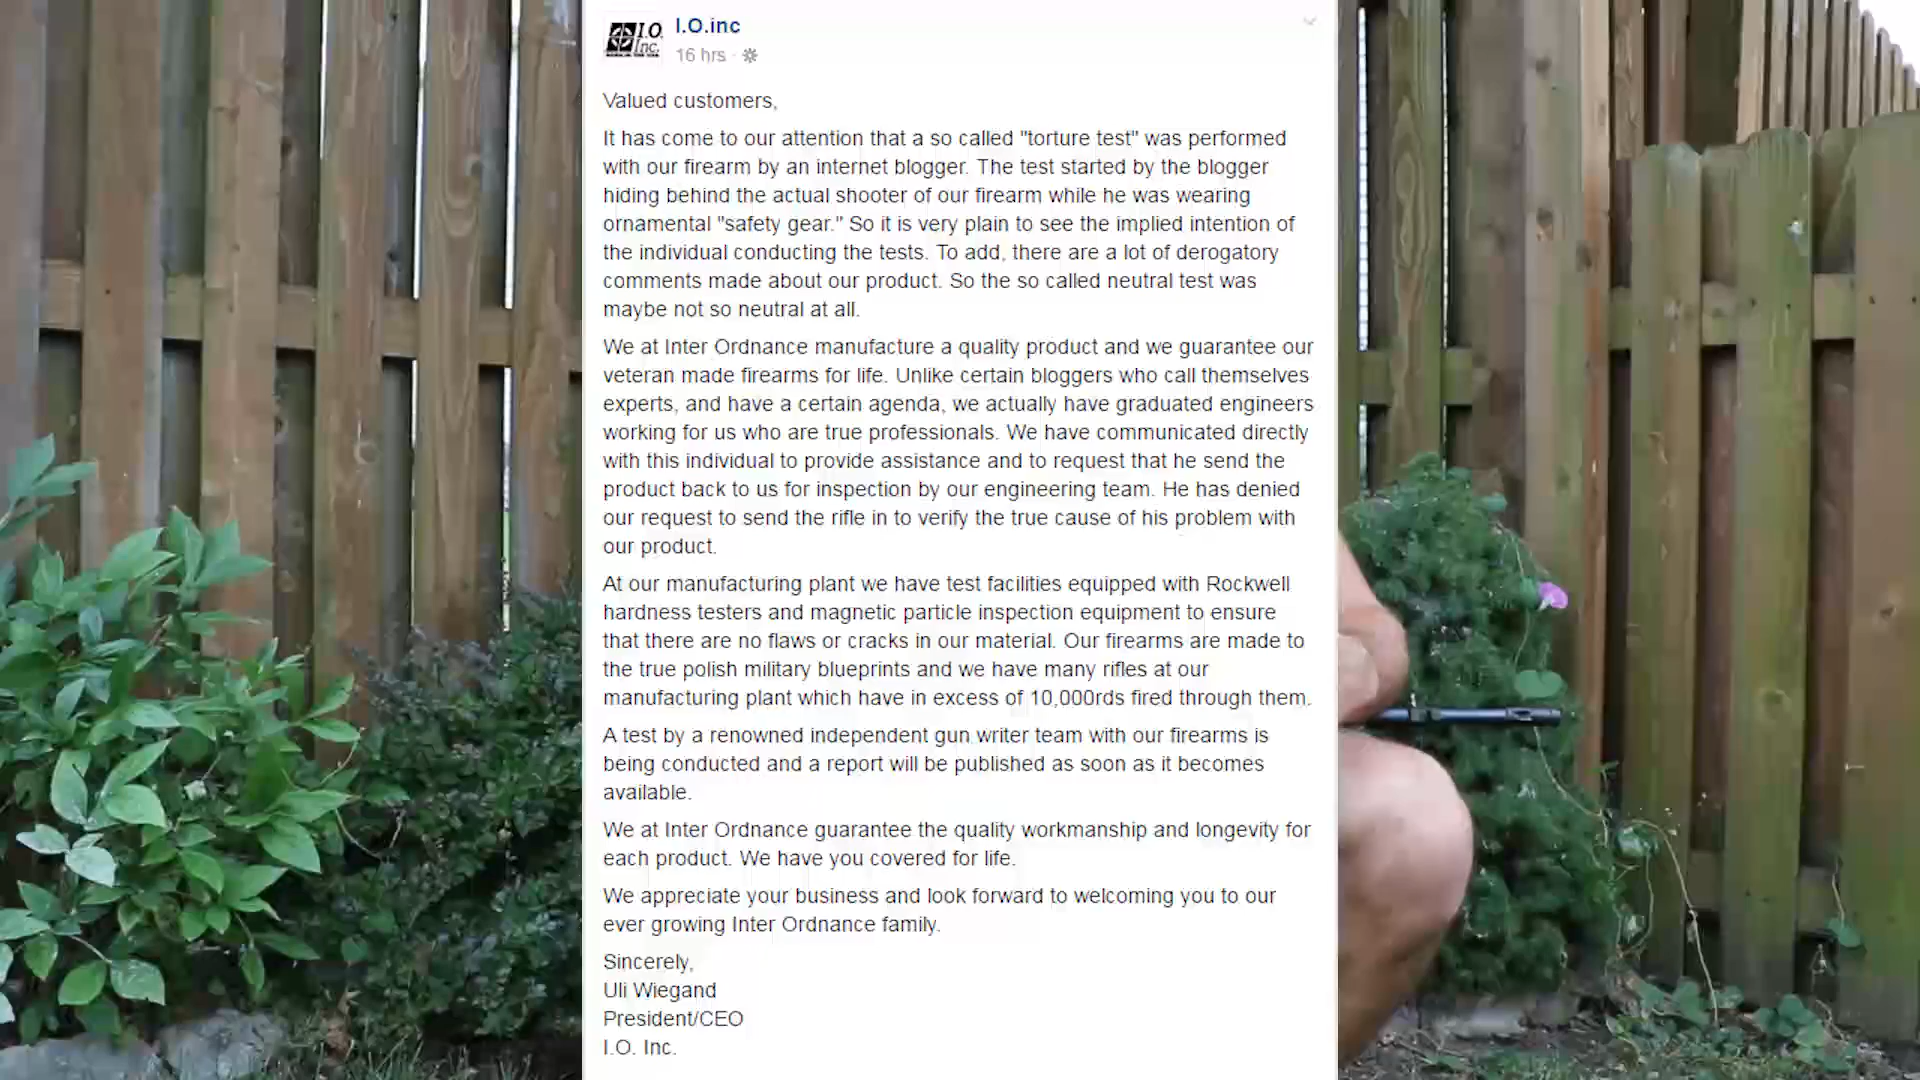 I.O.
Inc.
I.O.inc
16 hrs ·
Valued customers,
It has come to our attention that a so called "torture test" was performed
with our firearm by an internet blogger. The test started by the blogger
hiding behind the actual shooter of our firearm while he was wearing
ornamental "safety gear." So it is very plain to see the implied intention of
the individual conducting the tests. To add, there are a lot of derogatory
comments made about our product. So the so called neutral test was
maybe not so neutral at all.
We at Inter Ordnance manufacture a quality product and we guarantee our
veteran made firearms for life. Unlike certain bloggers who call themselves
experts, and have a certain agenda, we actually have graduated engineers
working for us who are true professionals. We have communicated directly
with this individual to provide assistance and to request that he send the
product back to us for inspection by our engineering team. He has denied
our request to send the rifle in to verify the true cause of his problem with
our product.
At our manufacturing plant we have test facilities equipped with Rockwell
hardness testers and magnetic particle inspection equipment to ensure
that there are no flaws or cracks in our material. Our firearms are made to
the true polish military blueprints and we have many rifles at our
manufacturing plant which have in excess of 10,000rds fired through them.
A test by a renowned independent gun writer team with our firearms is
being conducted and a report will be published as soon as it becomes
available.
We at Inter Ordnance guarantee the quality workmanship and longevity for
each product. We have you covered for life.
We appreciate your business and look forward to welcoming you to our
ever growing Inter Ordnance family.
Sincerely,
Uli Wiegand
President/CEO
I.O. Inc.